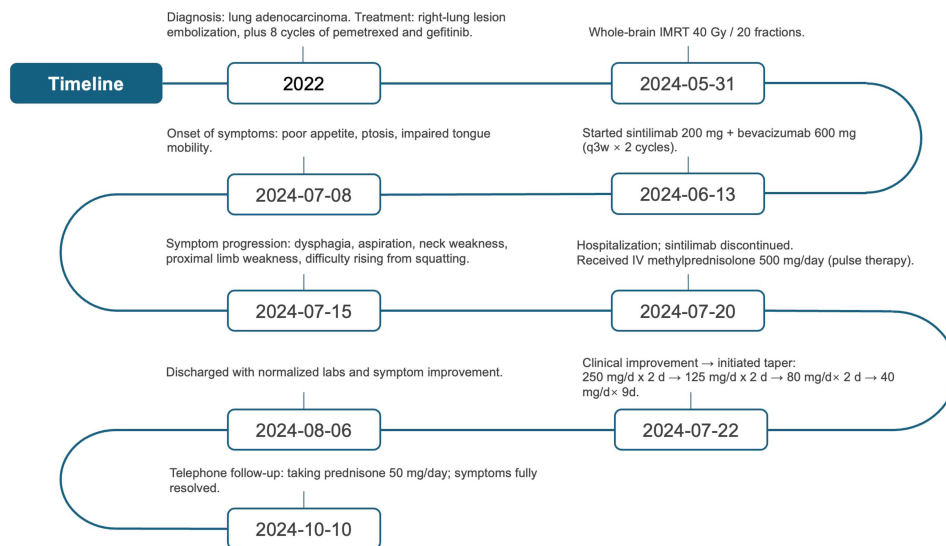 Timeline
Diagnosis: lung adenocarcinoma. Treatment: right-lung lesion
embolization, plus 8 cycles of pemetrexed and gefitinib.
2022
Whole-brain IMRT 40 Gy / 20 fractions.
2024-05-31
Started sintilimab 200 mg + bevacizumab 600 mg
(q3w × 2 cycles).
2024-06-13
Onset of symptoms: poor appetite, ptosis, impaired tongue
mobility.
2024-07-08
Symptom progression: dysphagia, aspiration, neck weakness,
proximal limb weakness, difficulty rising from squatting.
2024-07-15
Hospitalization; sintilimab discontinued.
Received IV methylprednisolone 500 mg/day (pulse therapy).
2024-07-20
Clinical improvement → initiated taper:
250 mg/d x 2 d → 125 mg/d x 2 d → 80 mg/d× 2 d → 40
mg/d× 9d.
2024-07-22
Discharged with normalized labs and symptom improvement.
2024-08-06
Telephone follow-up: taking prednisone 50 mg/day; symptoms fully
resolved.
2024-10-10